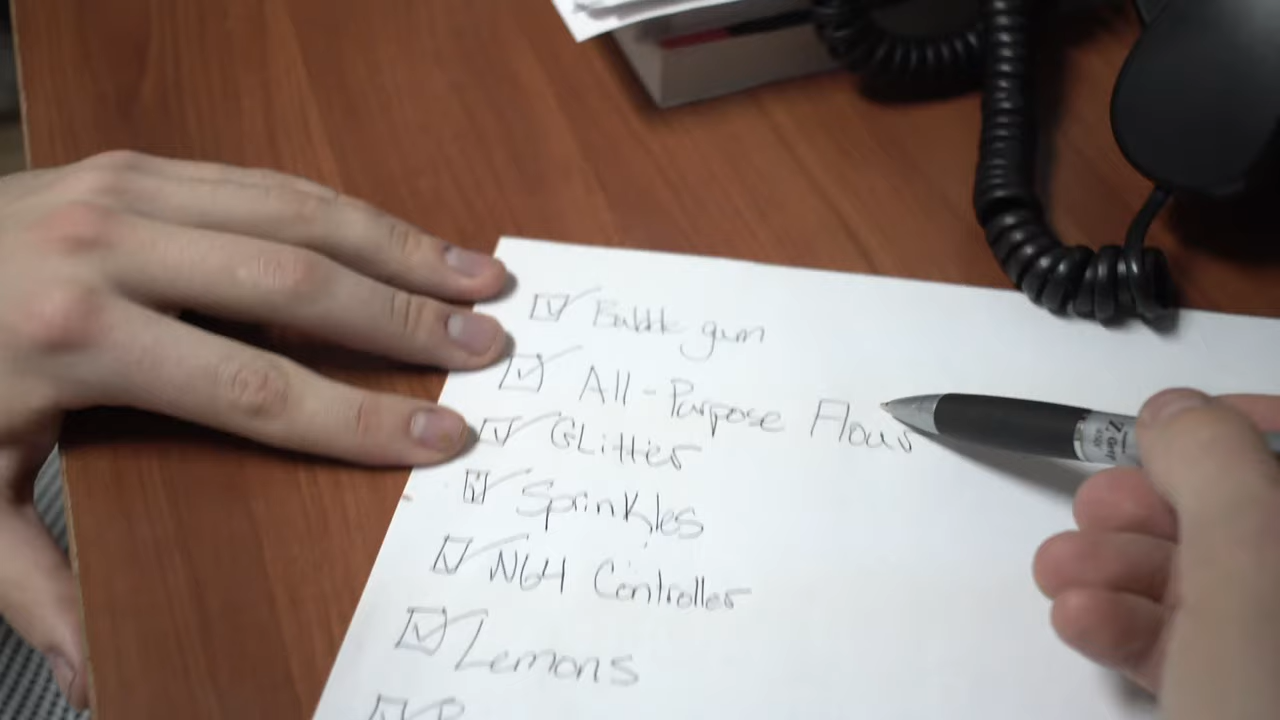 Bubble gum
All-Purpose Flour
GLitter
Sprinkles
N64 Controller
Lemons